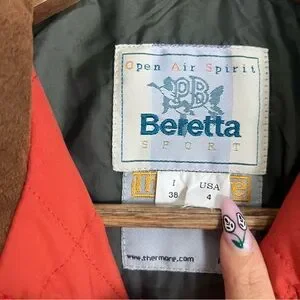 Open Air Spirit
PB
Beretta
SPORT
I USA
38 4
www.thermore.com